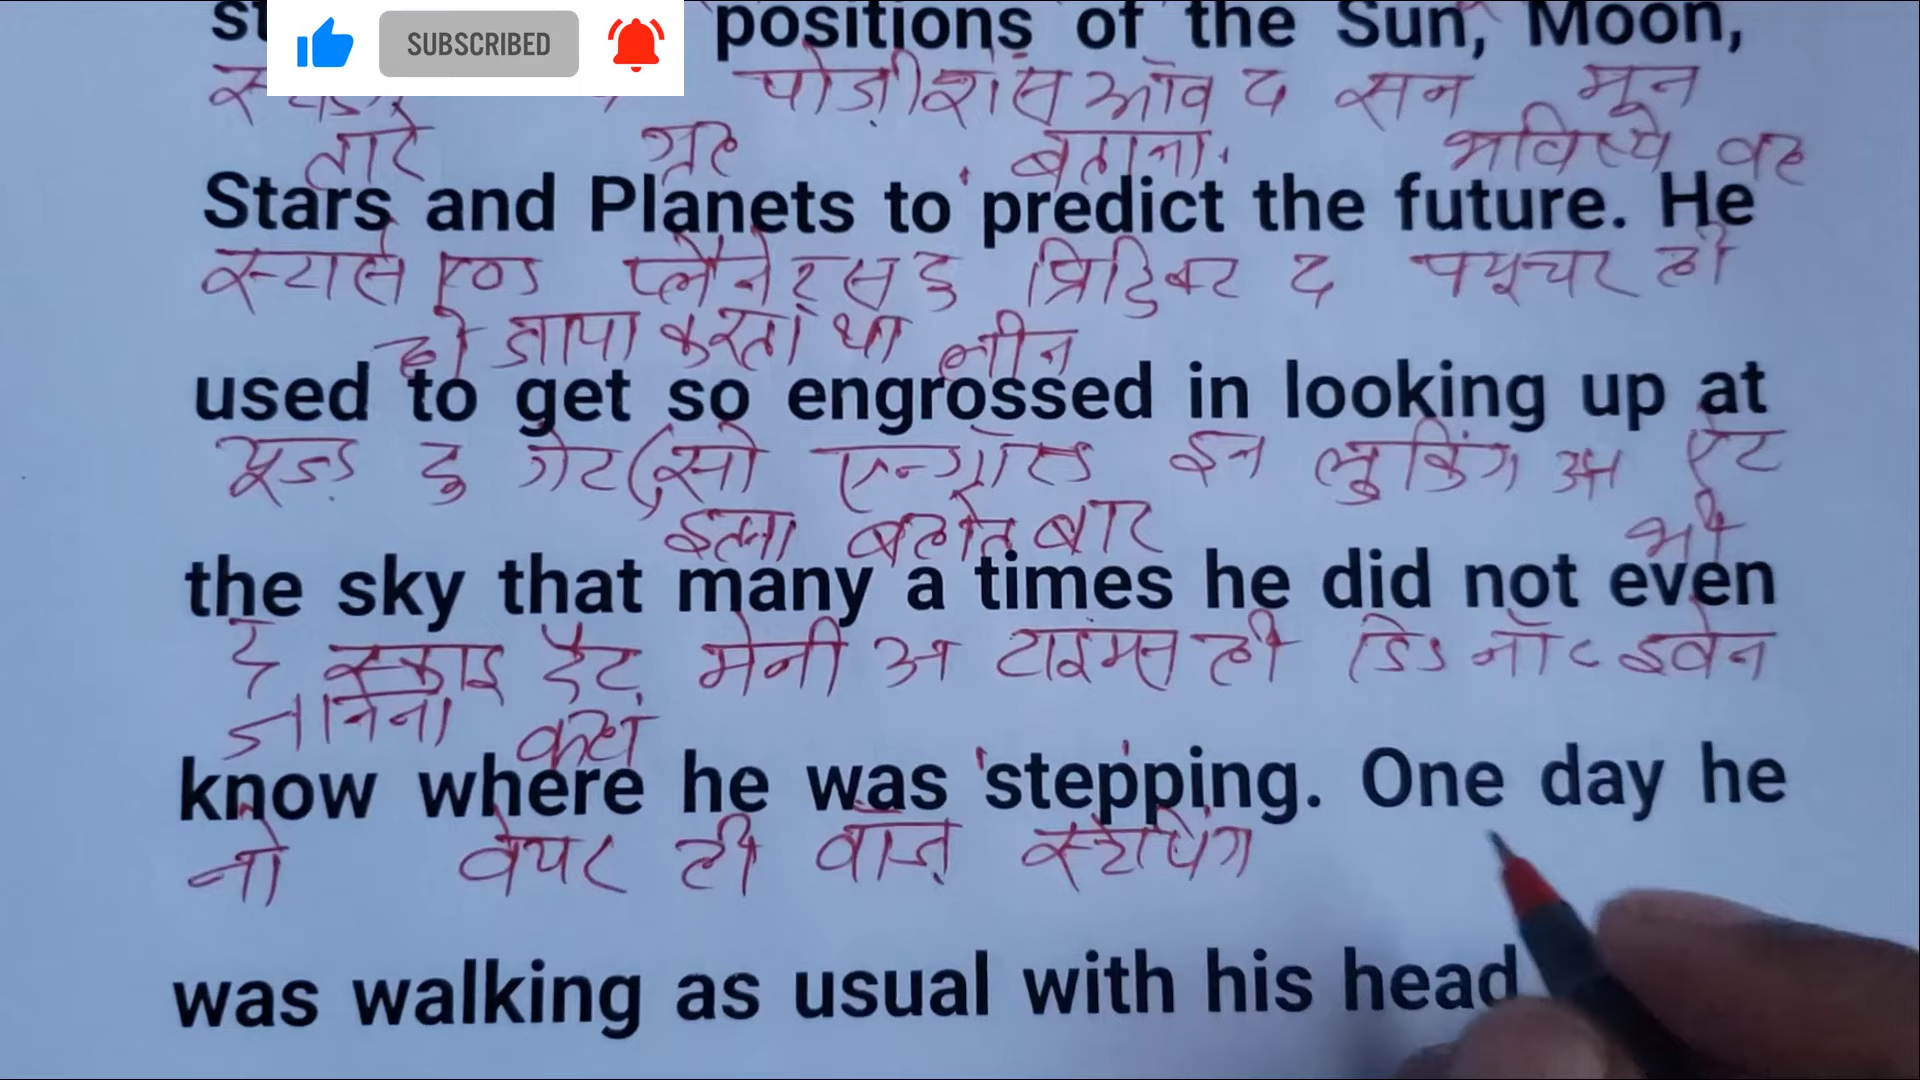 SUBSCRIBED
positions of the Sun, Moon,
पोज़ीशंस ऑव द सन मून
तारे ग्रह बताना भविष्य वह
Stars and Planets to predict the future. He
स्टार्स एण्ड प्लैनेट्स टु प्रिडिक्ट द फ्यूचर ही
हो जाया करता था लीन
used to get so engrossed in looking up at
यूज्ड टु गेट सो एन्ग्रॉस्ड इन लुकिंग अप ऐट
इतना बहोत बार भी
the sky that many a times he did not even
द स्काइ दैट मेनी अ टाइम्स ही डिड नॉट इवेन
जानना कहाँ
know where he was stepping. One day he
नो वेयर ही वॉज़ स्टेपिंग
was walking as usual with his head